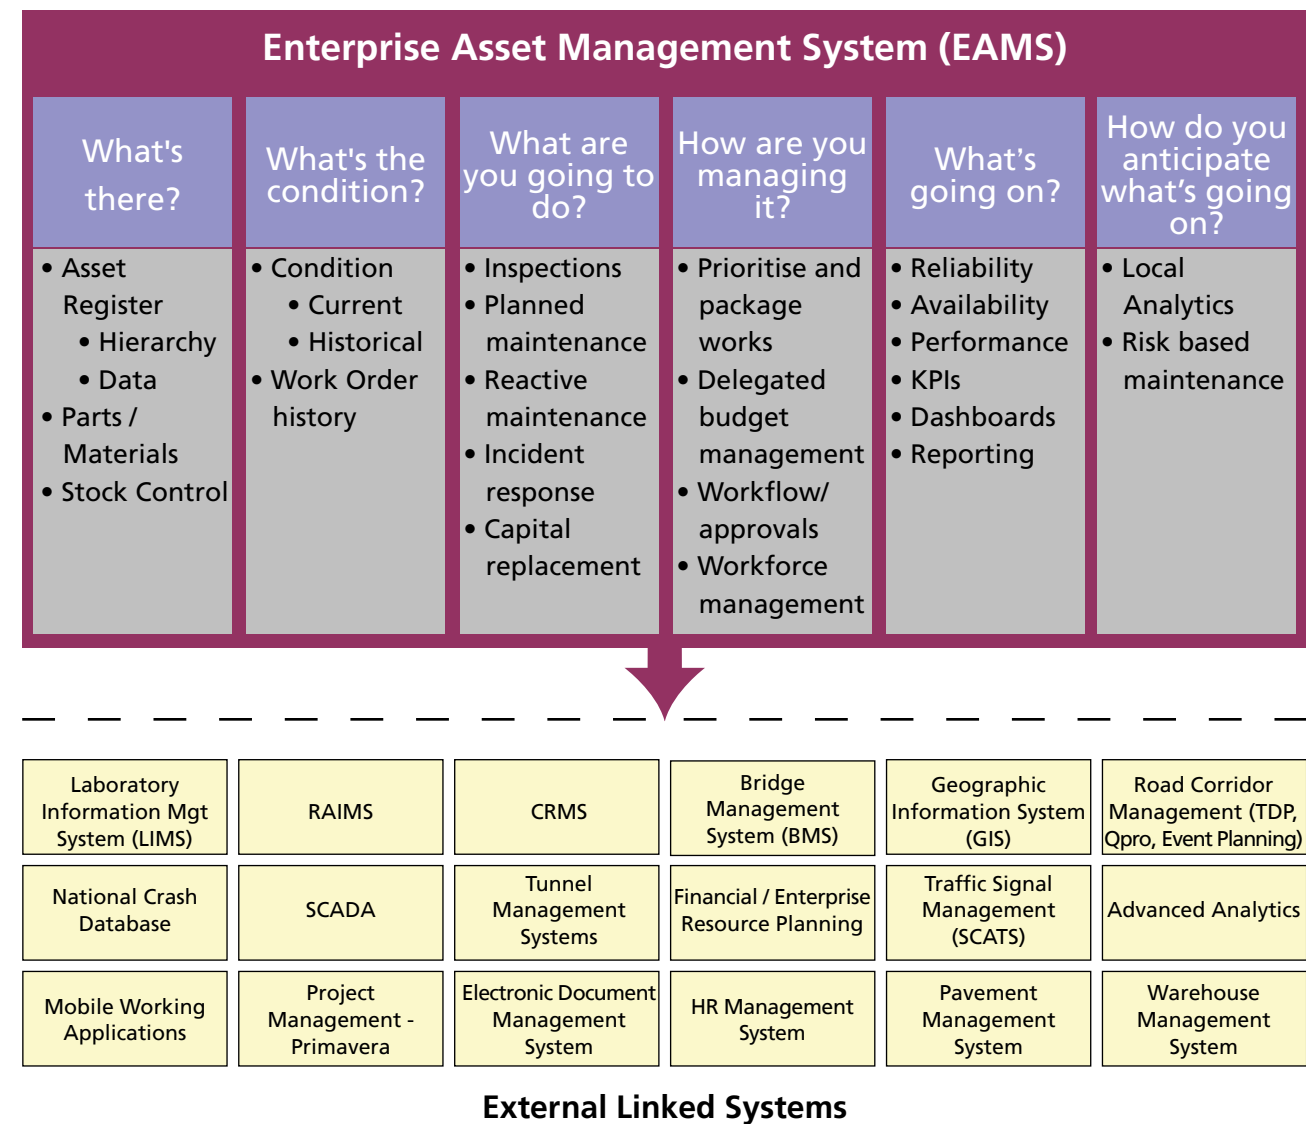 Enterprise Asset Management System (EAMS)
What's
there?
What's the
condition?
What are
you going to
do?
How are you
managing
it?
What’s
going on?
How do you
anticipate
what’s going
on?
• Asset
Register
• Hierarchy
• Data
• Parts /
Materials
• Stock Control
• Condition
• Current
• Historical
• Work Order
history
• Inspections
• Planned
maintenance
• Reactive
maintenance
• Incident
response
• Capital
replacement
• Prioritise and
package
works
• Delegated
budget
management
• Workflow/
approvals
• Workforce
management
• Reliability
• Availability
• Performance
• KPIs
• Dashboards
• Reporting
• Local
Analytics
• Risk based
maintenance
Laboratory
Information Mgt
System (LIMS)
RAIMS
CRMS
Bridge
Management
System (BMS)
Geographic
Information System
(GIS)
Road Corridor
Management (TDP,
Qpro, Event Planning)
National Crash
Database
SCADA
Tunnel
Management
Systems
Financial / Enterprise
Resource Planning
Traffic Signal
Management
(SCATS)
Advanced Analytics
Mobile Working
Applications
Project
Management -
Primavera
Electronic Document
Management
System
HR Management
System
Pavement
Management
System
Warehouse
Management
System
External Linked Systems